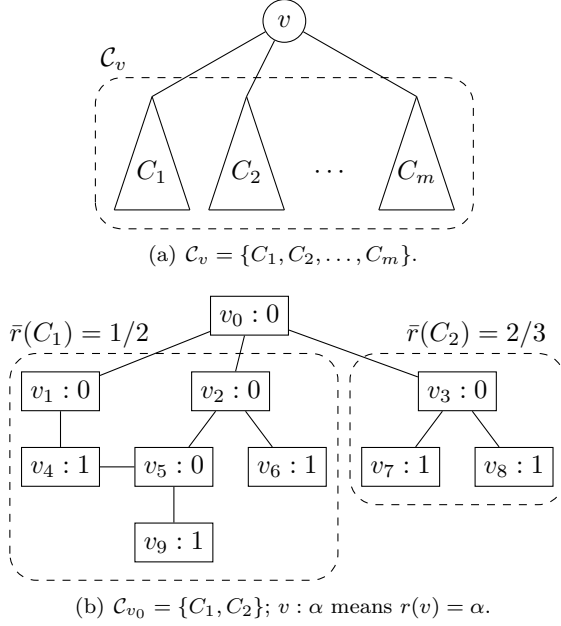 v
𝒞_v
C_1 C_2 ⋯ C_m
(a) 𝒞_v = {C_1, C_2, . . . , C_m}.
v_0 : 0
r̄(C_1) = 1/2 r̄(C_2) = 2/3
v_1 : 0 v_2 : 0 v_3 : 0
v_4 : 1 v_5 : 0 v_6 : 1 v_7 : 1 v_8 : 1
v_9 : 1
(b) 𝒞_{v_0} = {C_1, C_2}; v : α means r(v) = α.